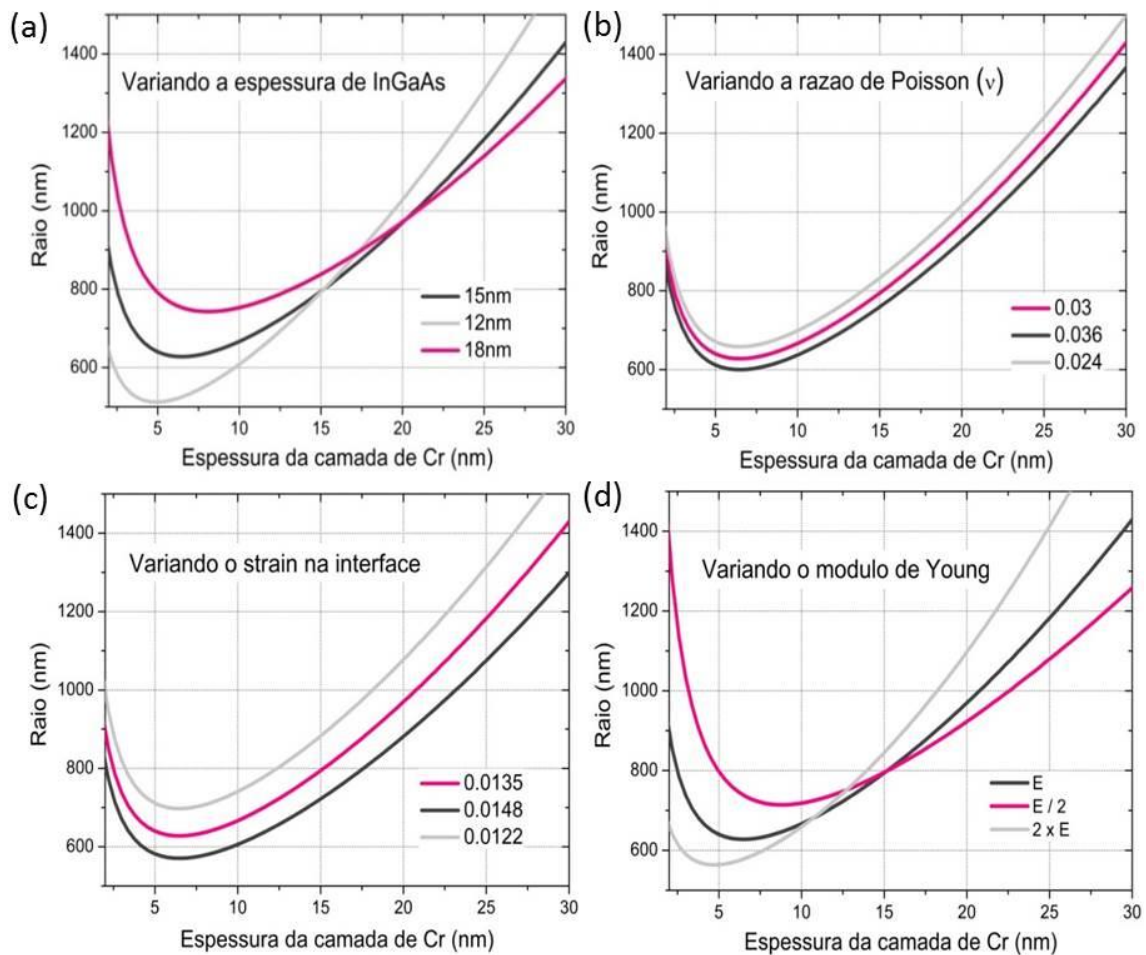 (a)
Variando a espessura de InGaAs
1400
1200
1000
800
600
Raio (nm)
15nm
12nm
18nm
5 10 15 20 25 30
Espessura da camada de Cr (nm)
(b)
Variando a razao de Poisson (ν)
1400
1200
1000
800
600
Raio (nm)
0.03
0.036
0.024
5 10 15 20 25 30
Espessura da camada de Cr (nm)
(c)
Variando o strain na interface
1400
1200
1000
800
600
Raio (nm)
0.0135
0.0148
0.0122
5 10 15 20 25 30
Espessura da camada de Cr (nm)
(d)
Variando o modulo de Young
1400
1200
1000
800
600
Raio (nm)
E
E / 2
2 x E
5 10 15 20 25 30
Espessura da camada de Cr (nm)